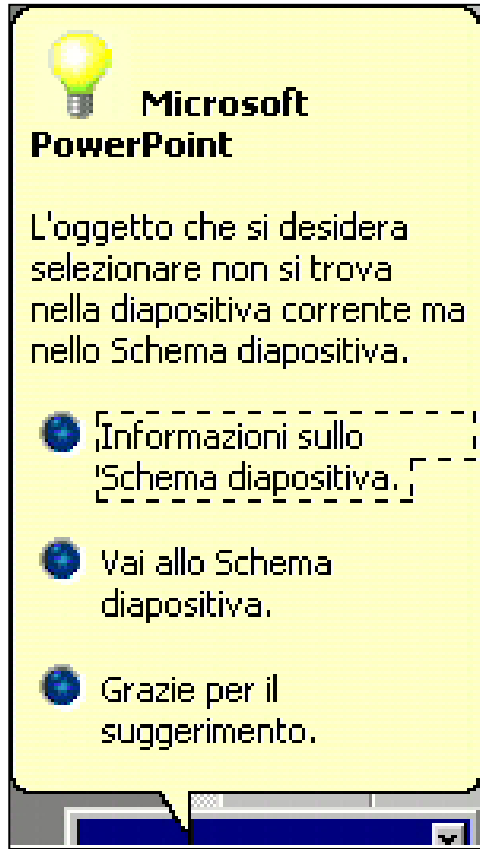 Microsoft
PowerPoint
L'oggetto che si desidera
selezionare non si trova
nella diapositiva corrente ma
nello Schema diapositiva.
Informazioni sullo
Schema diapositiva.
Vai allo Schema
diapositiva.
Grazie per il
suggerimento.